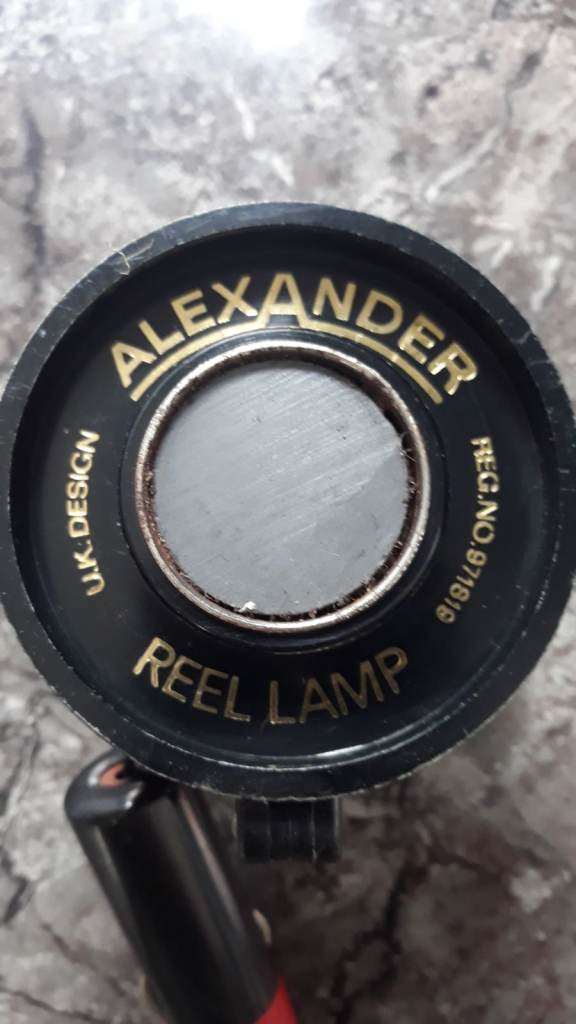 ALEXANDER
U.K. DESIGN
REG.NO.971819
REEL LAMP